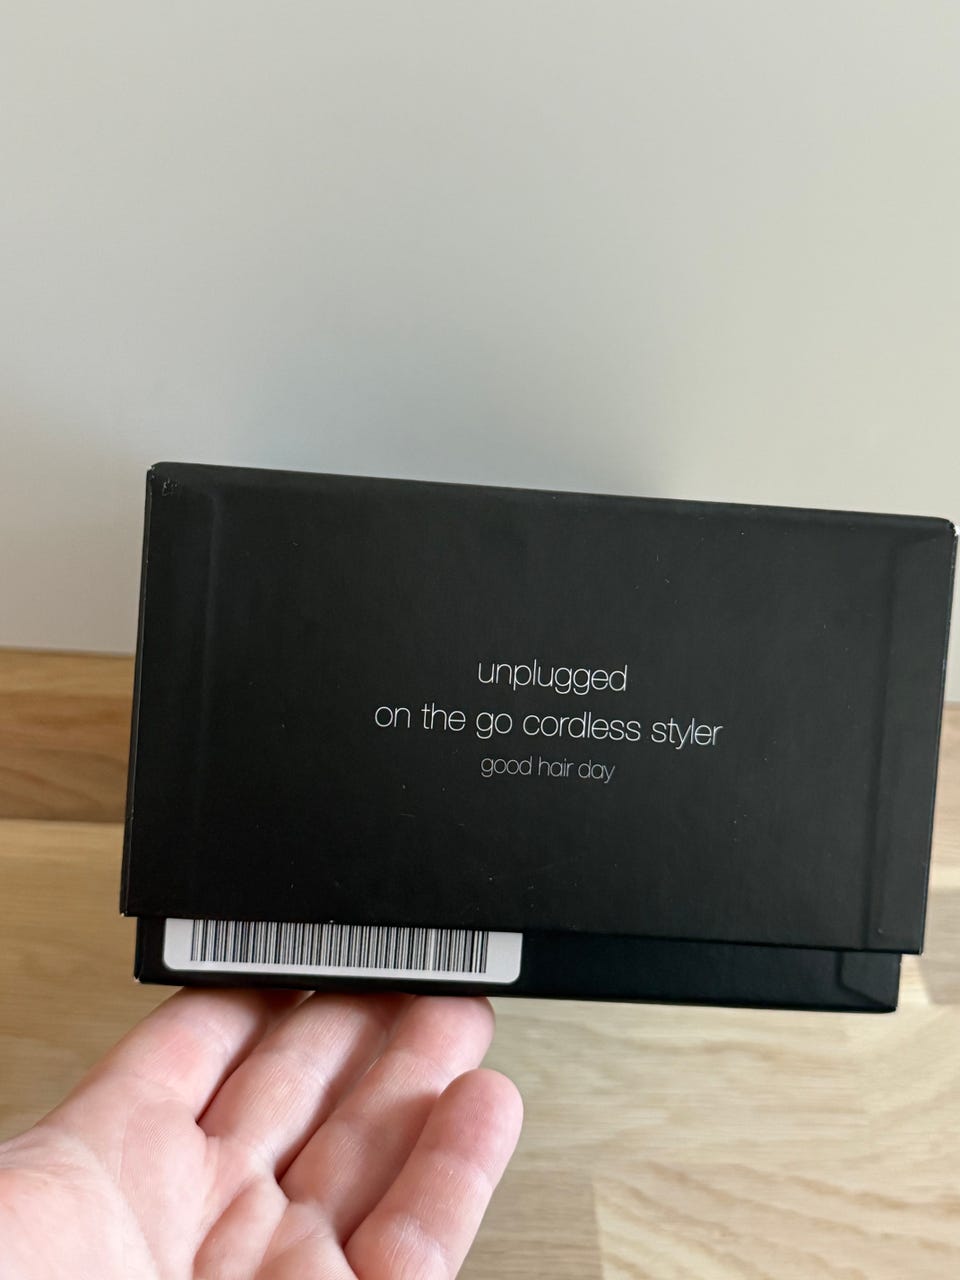 unplugged
on the go cordless styler
good hair day